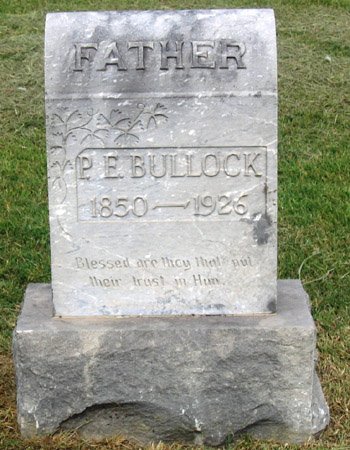 FATHER
P. E. BULLOCK
1850 — 1926
Blessed are they that put
their trust in Him.